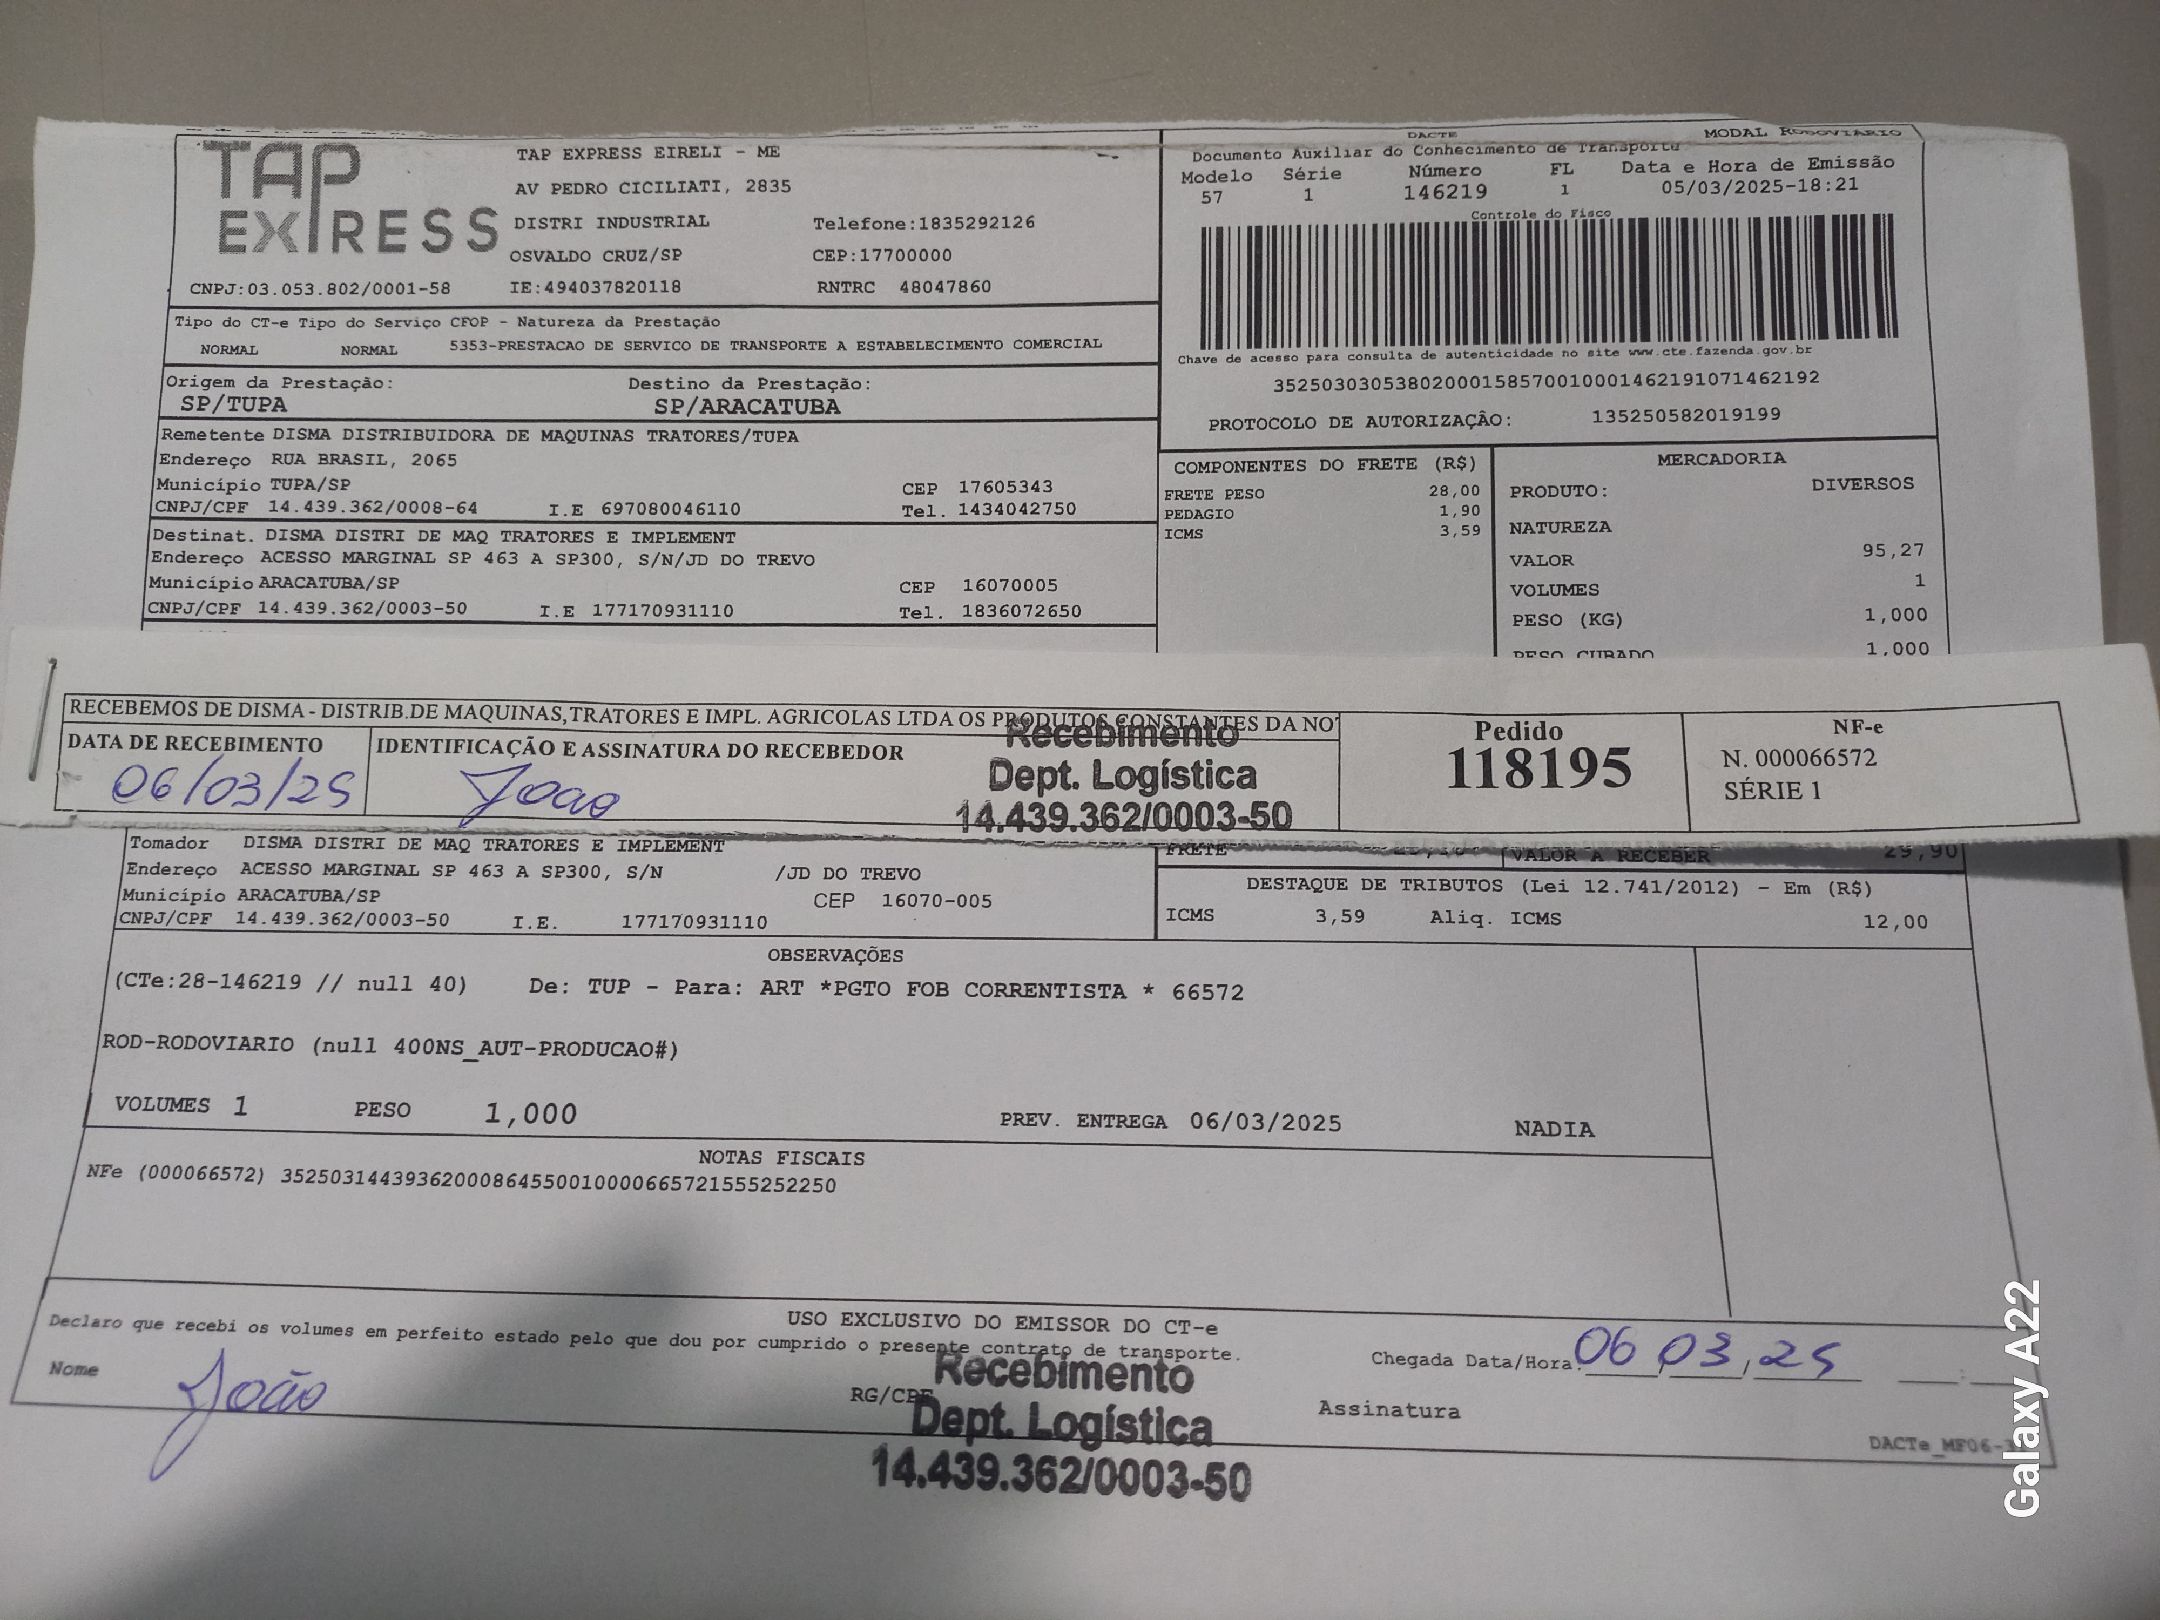 DACTE
MODAL RODOVIARIO
TAP EXPRESS
TAP EXPRESS EIRELI - ME
AV PEDRO CICILIATI, 2835
DISTRI INDUSTRIAL Telefone:1835292126
OSVALDO CRUZ/SP CEP:17700000
CNPJ:03.053.802/0001-58 IE:494037820118 RNTRC 48047860
Documento Auxiliar do Conhecimento de Transporte
Modelo Série Número FL Data e Hora de Emissão
57 1 146219 1 05/03/2025-18:21
Controle do Fisco
Chave de acesso para consulta de autenticidade no site www.cte.fazenda.gov.br
35250303053802000158570010001462191071462192
PROTOCOLO DE AUTORIZAÇÃO: 135250582019199
Tipo do CT-e Tipo do Serviço CFOP - Natureza da Prestação
NORMAL NORMAL 5353-PRESTACAO DE SERVICO DE TRANSPORTE A ESTABELECIMENTO COMERCIAL
Origem da Prestação: Destino da Prestação:
SP/TUPA SP/ARACATUBA
Remetente DISMA DISTRIBUIDORA DE MAQUINAS TRATORES/TUPA
Endereço RUA BRASIL, 2065
Município TUPA/SP CEP 17605343
CNPJ/CPF 14.439.362/0008-64 I.E 697080046110 Tel. 1434042750
Destinat. DISMA DISTRI DE MAQ TRATORES E IMPLEMENT
Endereço ACESSO MARGINAL SP 463 A SP300, S/N/JD DO TREVO
Município ARACATUBA/SP CEP 16070005
CNPJ/CPF 14.439.362/0003-50 I.E 177170931110 Tel. 1836072650
COMPONENTES DO FRETE (R$)
FRETE PESO 28,00
PEDAGIO 1,90
ICMS 3,59
MERCADORIA
PRODUTO: DIVERSOS
NATUREZA
VALOR 95,27
VOLUMES 1
PESO (KG) 1,000
PESO CUBADO 1,000
RECEBEMOS DE DISMA - DISTRIB.DE MAQUINAS,TRATORES E IMPL. AGRICOLAS LTDA OS PRODUTOS CONSTANTES DA NO
DATA DE RECEBIMENTO IDENTIFICAÇÃO E ASSINATURA DO RECEBEDOR
06/03/25 Joao
Recebimento
Dept. Logística
14.439.362/0003-50
Pedido
118195
NF-e
N. 000066572
SÉRIE 1
Tomador DISMA DISTRI DE MAQ TRATORES E IMPLEMENT
Endereço ACESSO MARGINAL SP 463 A SP300, S/N /JD DO TREVO
Município ARACATUBA/SP CEP 16070-005
CNPJ/CPF 14.439.362/0003-50 I.E. 177170931110
FRETE VALOR A RECEBER 29,90
DESTAQUE DE TRIBUTOS (Lei 12.741/2012) - Em (R$)
ICMS 3,59 Aliq. ICMS 12,00
OBSERVAÇÕES
(CTe:28-146219 // null 40) De: TUP - Para: ART *PGTO FOB CORRENTISTA * 66572
ROD-RODOVIARIO (null 400NS_AUT-PRODUCAO#)
VOLUMES 1 PESO 1,000 PREV. ENTREGA 06/03/2025 NADIA
NOTAS FISCAIS
NFe (000066572) 35250314439362000864550010000665721555252250
USO EXCLUSIVO DO EMISSOR DO CT-e
Declaro que recebi os volumes em perfeito estado pelo que dou por cumprido o presente contrato de transporte.
Nome João RG/CPF Chegada Data/Hora 06 03, 25
Assinatura
Recebimento
Dept. Logística
14.439.362/0003-50
DACTe_MF06-
Galaxy A22